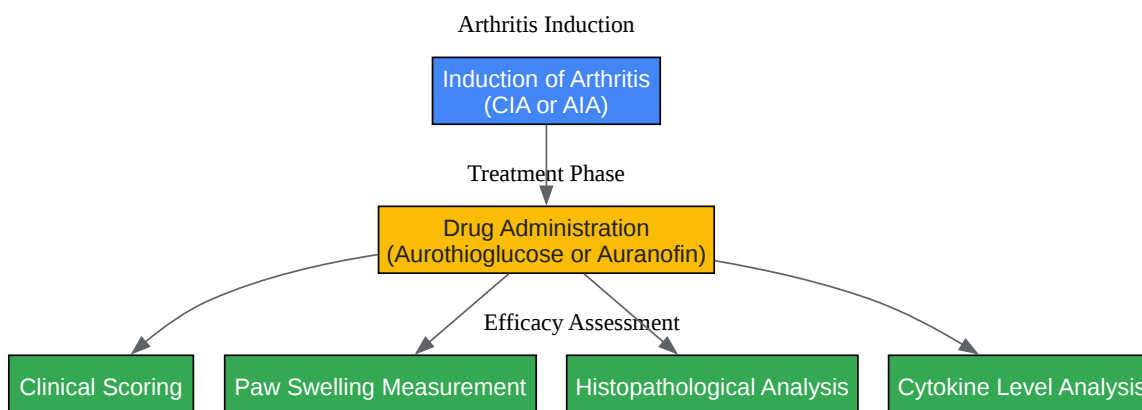 Arthritis Induction
Induction of Arthritis
(CIA or AIA)
Treatment Phase
Drug Administration
(Aurothioglucose or Auranofin)
Efficacy Assessment
Clinical Scoring
Paw Swelling Measurement
Histopathological Analysis
Cytokine Level Analysis